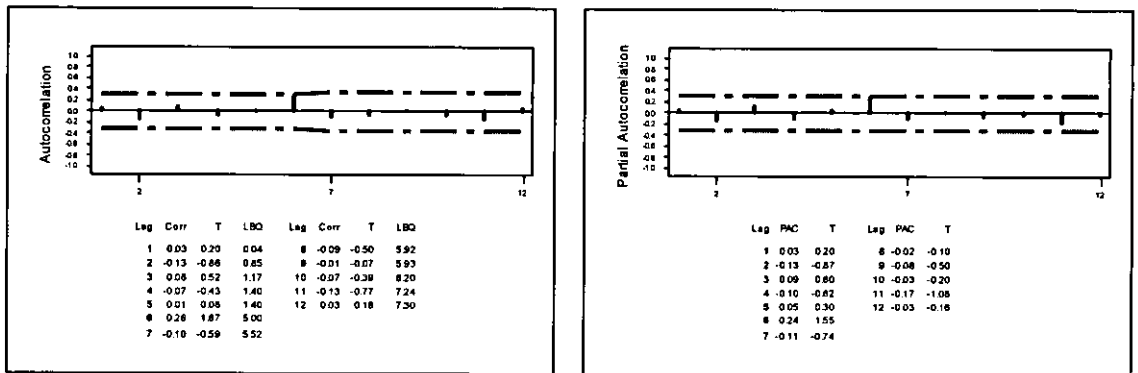 Autocorrelation
1.0
0.8
0.6
0.4
0.2
0.0
-0.2
-0.4
-0.6
-0.8
-1.0
2 7 12
Lag Corr T LBQ Lag Corr T LBQ
1 0.03 0.20 0.04 8 -0.09 -0.50 5.92
2 -0.13 -0.86 0.85 9 -0.01 -0.07 5.93
3 0.08 0.52 1.17 10 -0.07 -0.39 6.20
4 -0.07 -0.43 1.40 11 -0.13 -0.77 7.24
5 0.01 0.08 1.40 12 0.03 0.18 7.30
6 0.28 1.87 5.00
7 -0.10 -0.59 5.52
Partial Autocorrelation
1.0
0.8
0.6
0.4
0.2
0.0
-0.2
-0.4
-0.6
-0.8
-1.0
2 7 12
Lag PAC T Lag PAC T
1 0.03 0.20 8 -0.02 -0.10
2 -0.13 -0.87 9 -0.08 -0.50
3 0.09 0.60 10 -0.03 -0.20
4 -0.10 -0.62 11 -0.17 -1.08
5 0.05 0.30 12 -0.03 -0.16
6 0.24 1.55
7 -0.11 -0.74